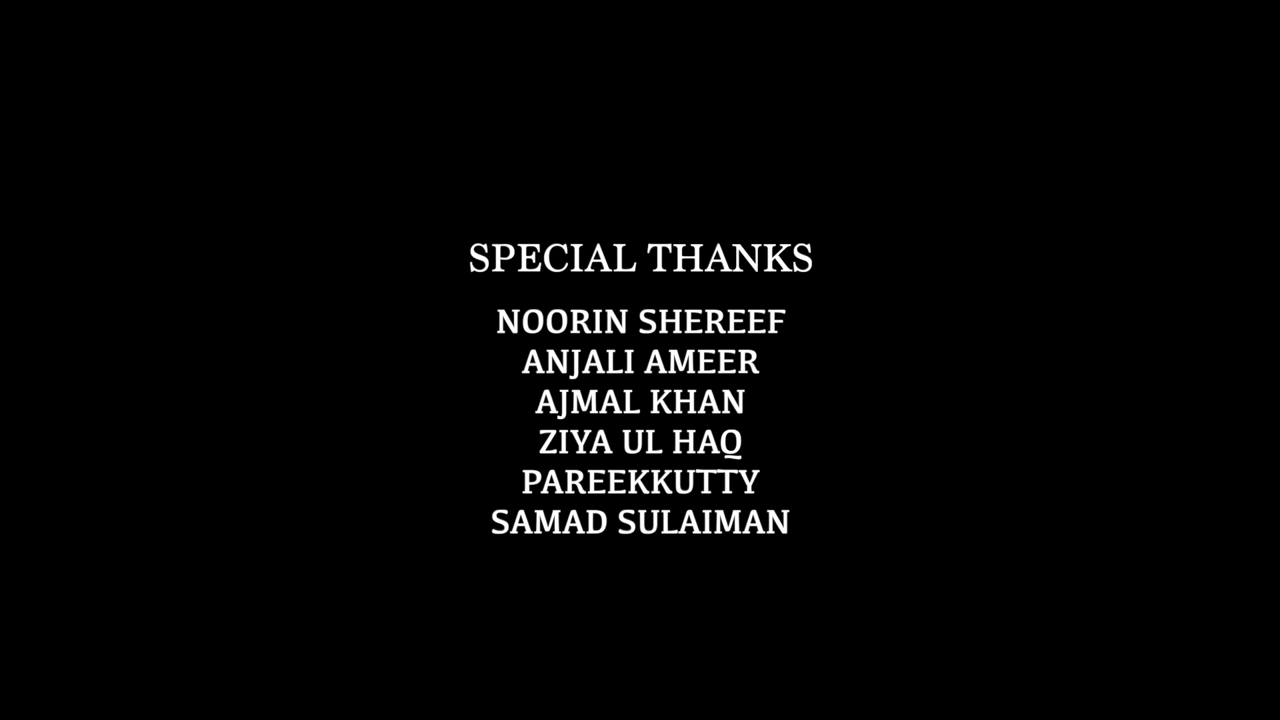 SPECIAL THANKS
NOORIN SHEREEF
ANJALI AMEER
AJMAL KHAN
ZIYA UL HAQ
PAREEKKUTTY
SAMAD SULAIMAN